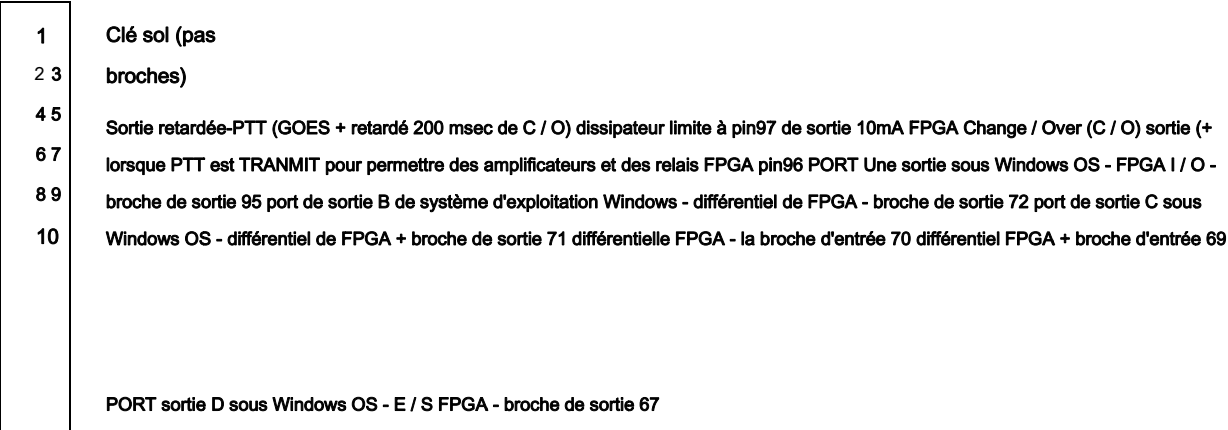 1 Clé sol (pas
2 3 broches)
4 5 Sortie retardée-PTT (GOES + retardé 200 msec de C / O) dissipateur limite à pin97 de sortie 10mA FPGA Change / Over (C / O) sortie (+
6 7 lorsque PTT est TRANMIT pour permettre des amplificateurs et des relais FPGA pin96 PORT Une sortie sous Windows OS - FPGA I / O -
8 9 broche de sortie 95 port de sortie B de système d'exploitation Windows - différentiel de FPGA - broche de sortie 72 port de sortie C sous
10 Windows OS - différentiel de FPGA + broche de sortie 71 différentielle FPGA - la broche d'entrée 70 différentiel FPGA + broche d'entrée 69
PORT sortie D sous Windows OS - E / S FPGA - broche de sortie 67